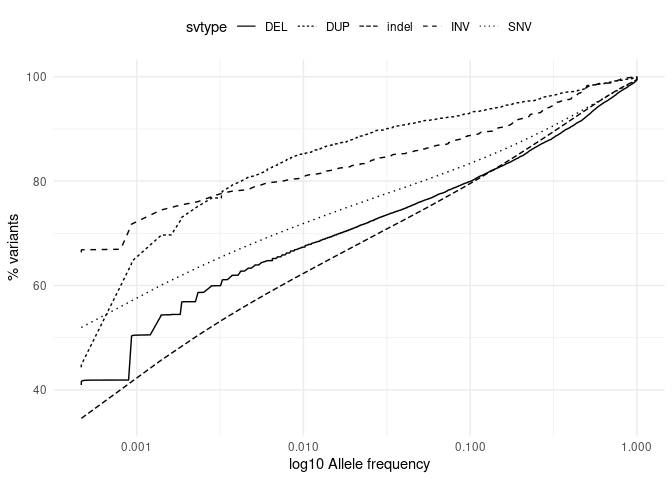 svtype DEL DUP indel INV SNV
100
80
60
40
% variants
0.001 0.010 0.100 1.000
log10 Allele frequency